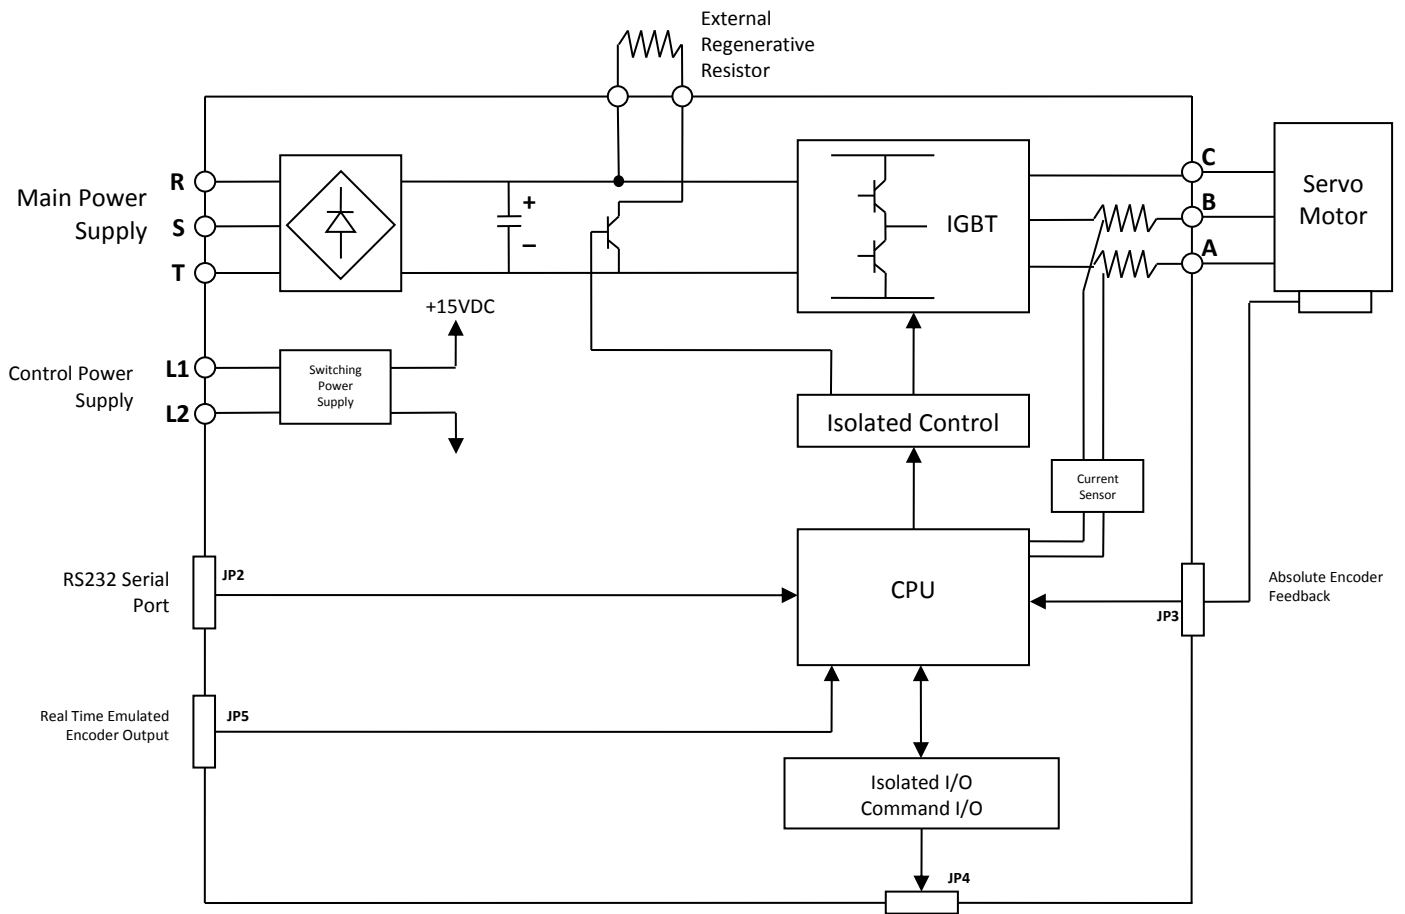 External
Regenerative
Resistor
Main Power
Supply
R
S
T
+
−
IGBT
C
B
A
Servo
Motor
+15VDC
Control Power
Supply
L1
L2
Switching
Power
Supply
Isolated Control
Current
Sensor
RS232 Serial
Port
JP2
CPU
JP3
Absolute Encoder
Feedback
Real Time Emulated
Encoder Output
JP5
Isolated I/O
Command I/O
JP4